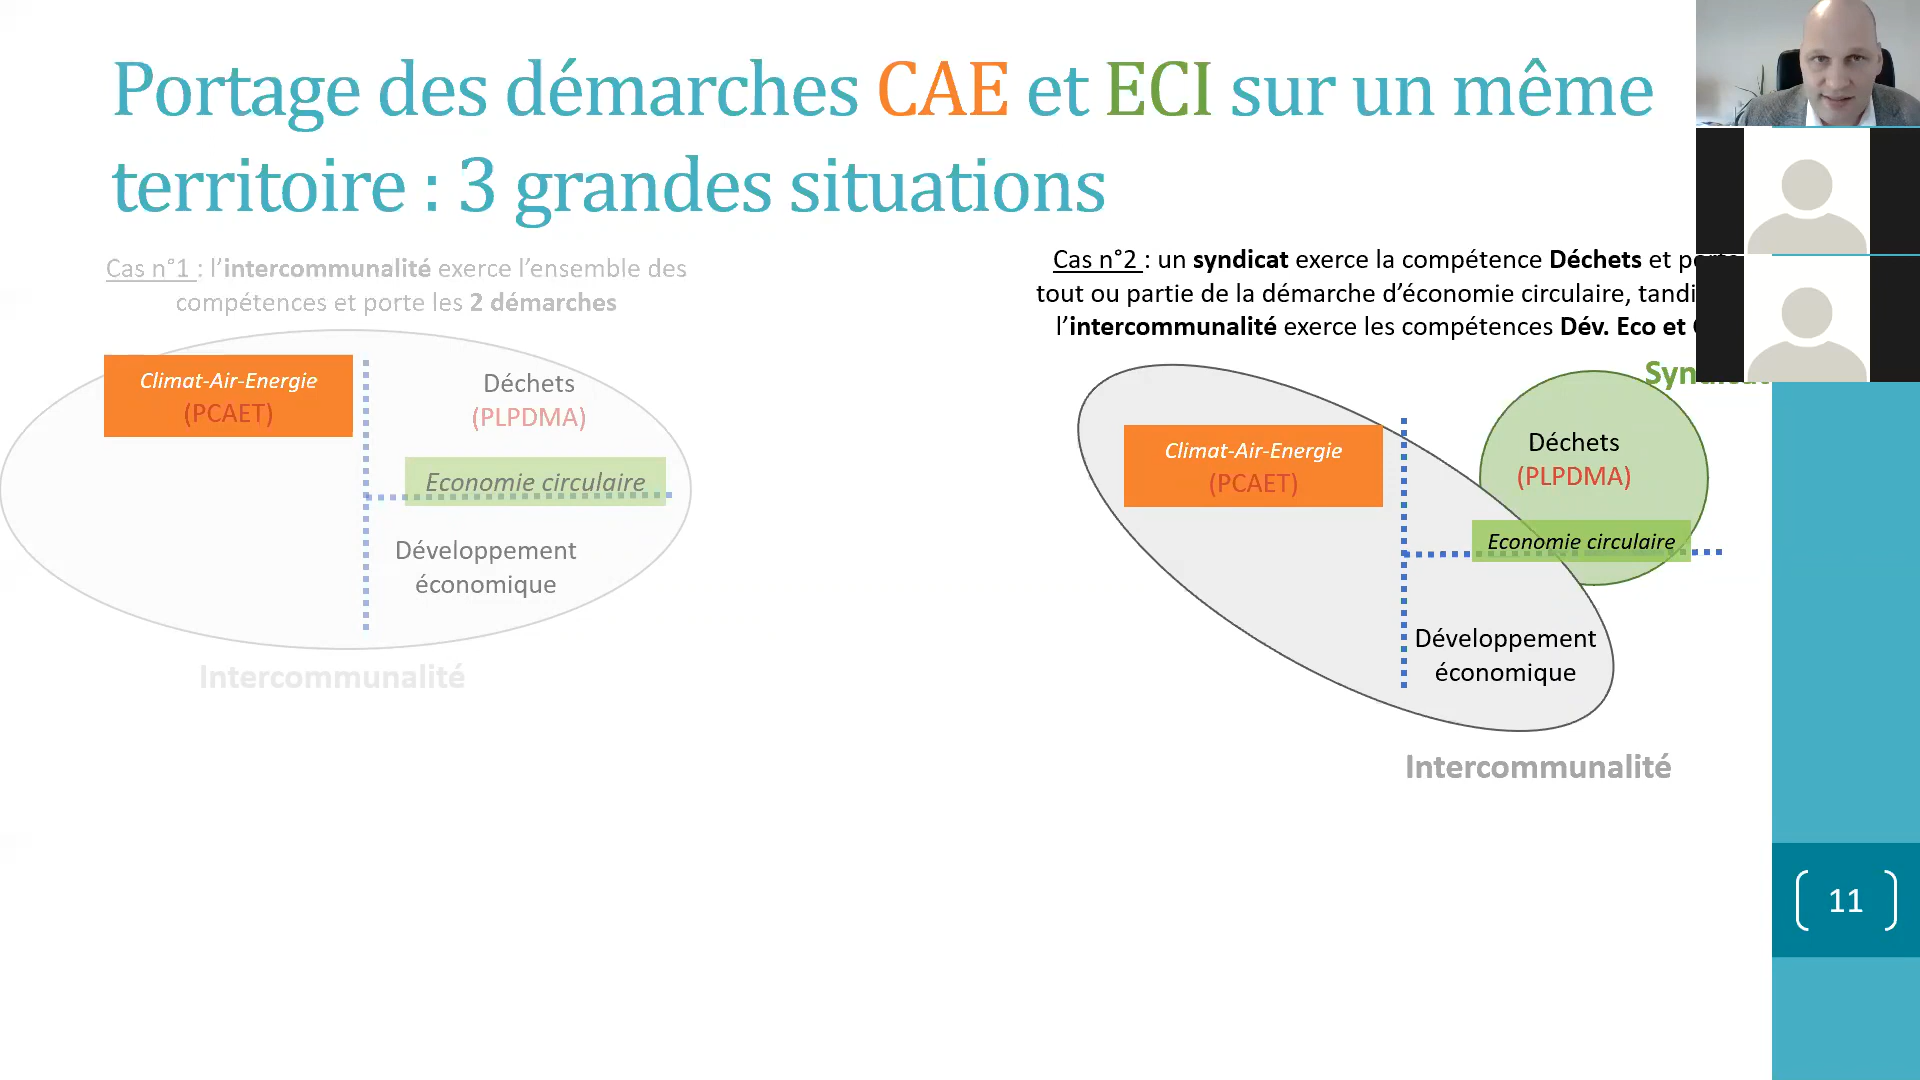 Portage des démarches CAE et ECI sur un même
territoire : 3 grandes situations
Cas n°1 : l’intercommunalité exerce l’ensemble des
compétences et porte les 2 démarches
Climat-Air-Energie
(PCAET)
Déchets
(PLPDMA)
Economie circulaire
Développement
économique
Intercommunalité
Cas n°2 : un syndicat exerce la compétence Déchets et
tout ou partie de la démarche d’économie circulaire,
l’intercommunalité exerce les compétences Dév. Eco et
Syndicat
Climat-Air-Energie
(PCAET)
Déchets
(PLPDMA)
Economie circulaire
Développement
économique
Intercommunalité
11